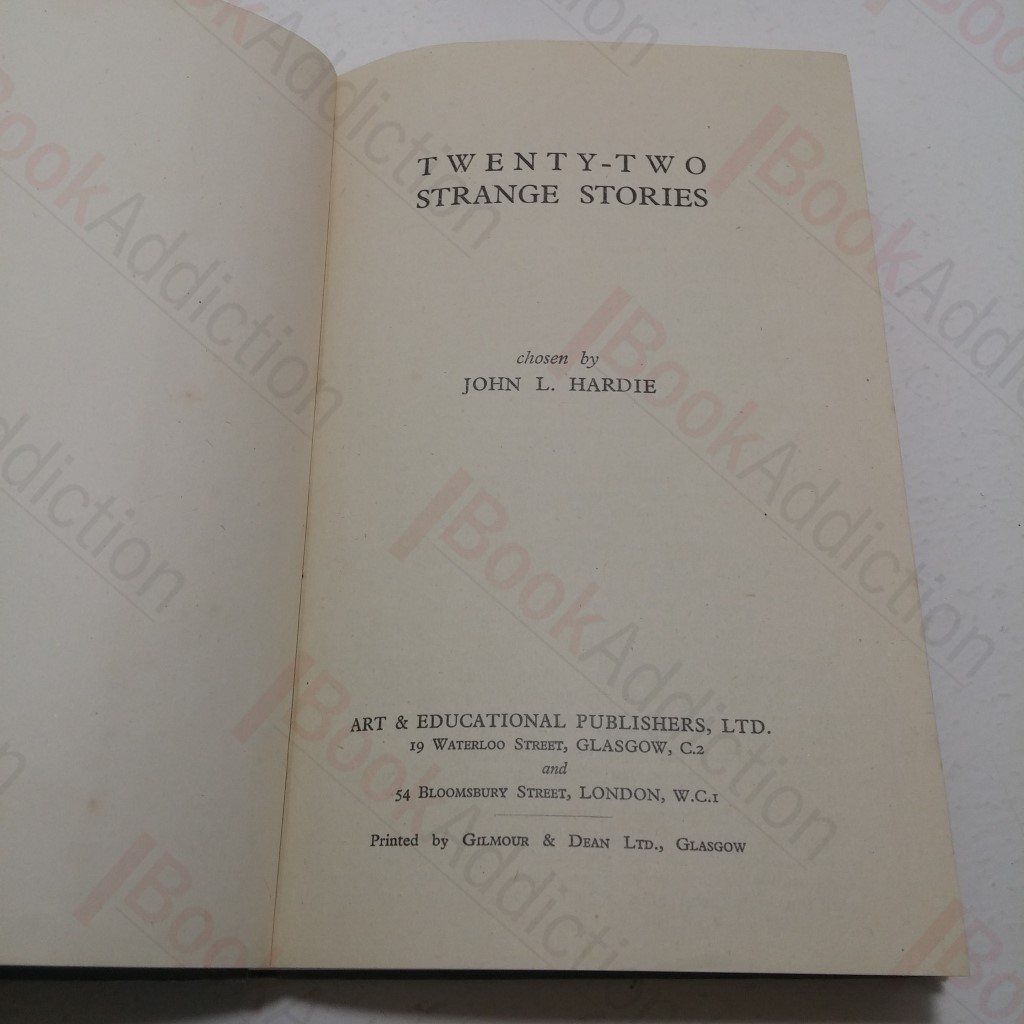 TWENTY-TWO
STRANGE STORIES
chosen by
JOHN L. HARDIE
ART & EDUCATIONAL PUBLISHERS, LTD.
19 WATERLOO STREET, GLASGOW, C.2
and
54 BLOOMSBURY STREET, LONDON, W.C.1
Printed by GILMOUR & DEAN LTD., GLASGOW
BookAddiction